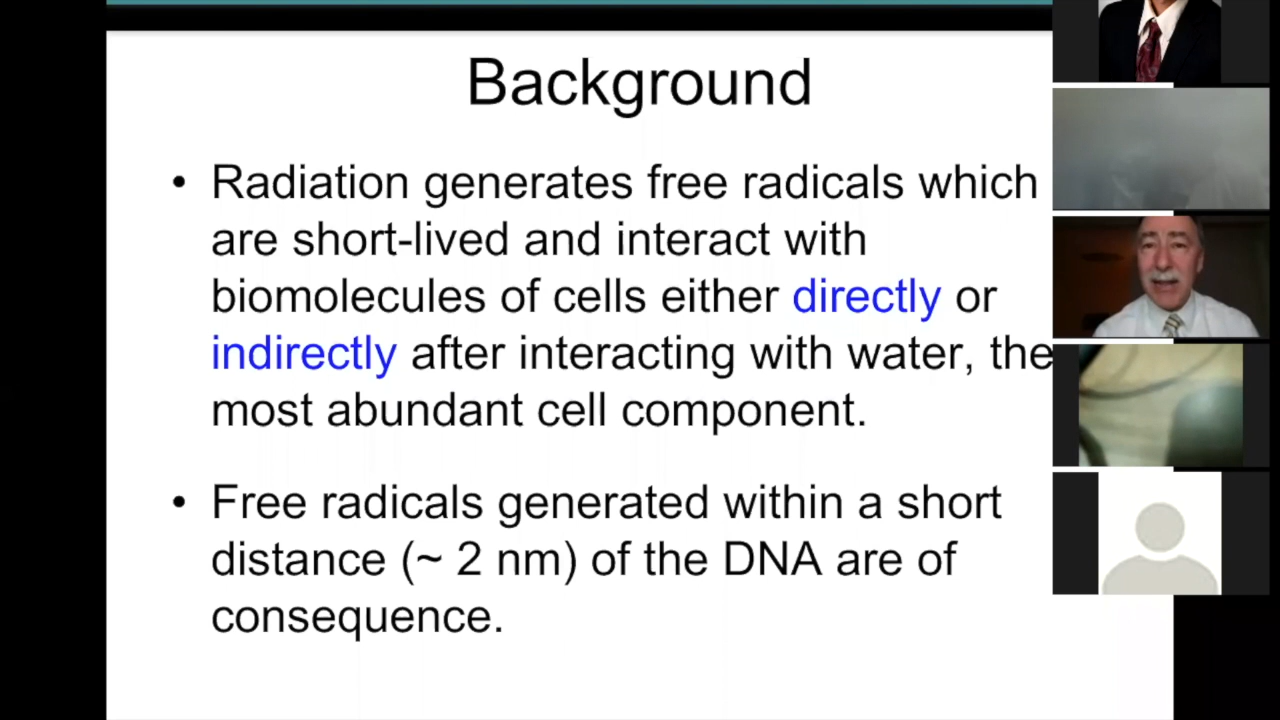 Background
• Radiation generates free radicals which
are short-lived and interact with
biomolecules of cells either directly or
indirectly after interacting with water, the
most abundant cell component.
• Free radicals generated within a short
distance (~ 2 nm) of the DNA are of
consequence.